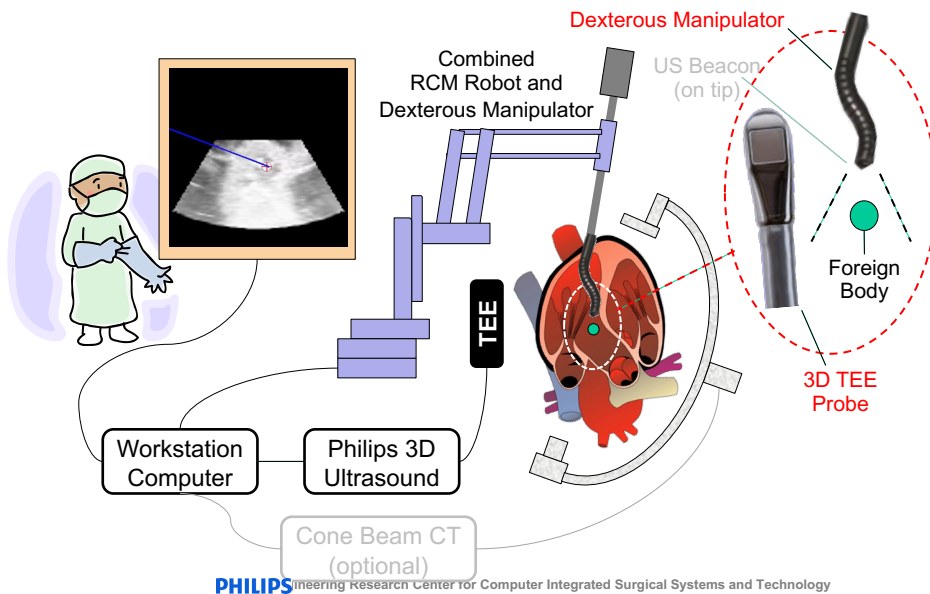 Dexterous Manipulator
US Beacon
(on tip)
Combined
RCM Robot and
Dexterous Manipulator
TEE
Foreign
Body
3D TEE
Probe
Workstation
Computer
Philips 3D
Ultrasound
Cone Beam CT
(optional)
PHILIPS
Research Center for Computer Integrated Surgical Systems and Technology